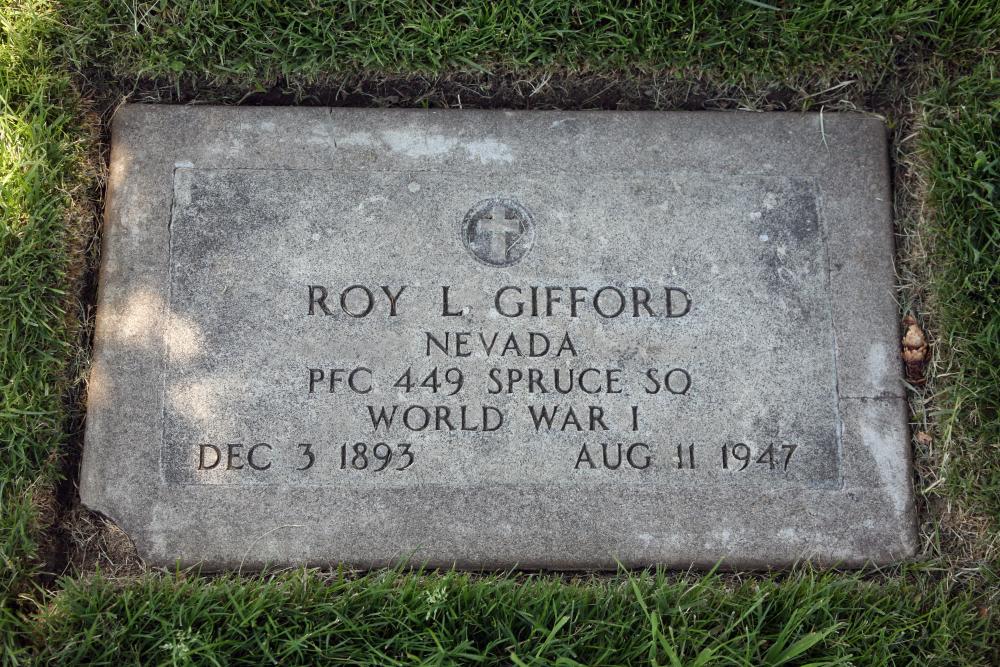 ROY L GIFFORD
NEVADA
PFC 449 SPRUCE SQ
WORLD WAR I
DEC 3 1893 AUG 11 1947